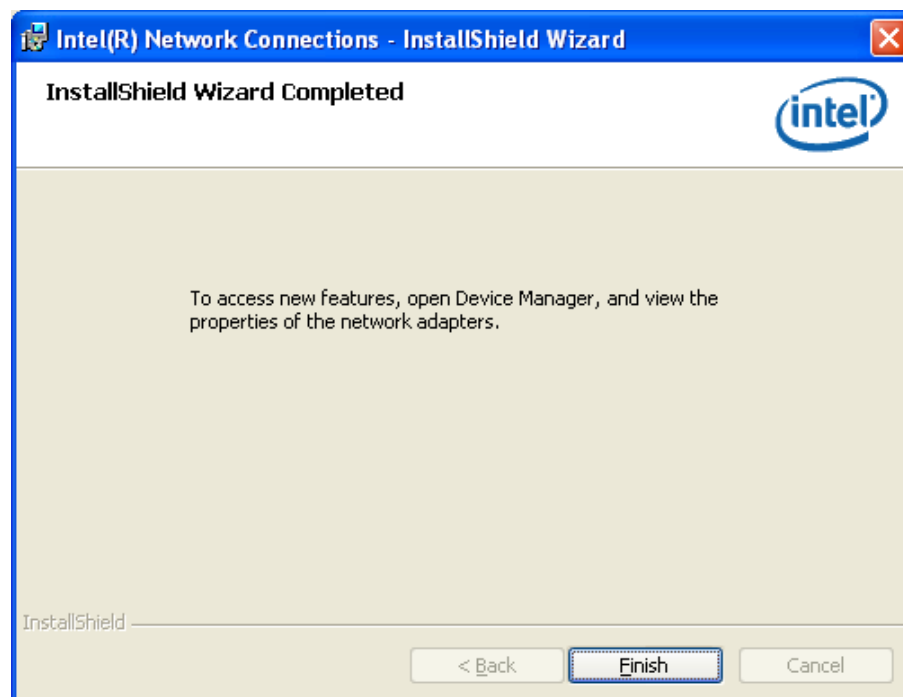 Intel(R) Network Connections - InstallShield Wizard
InstallShield Wizard Completed
intel
To access new features, open Device Manager, and view the
properties of the network adapters.
InstallShield
< Back
Finish
Cancel